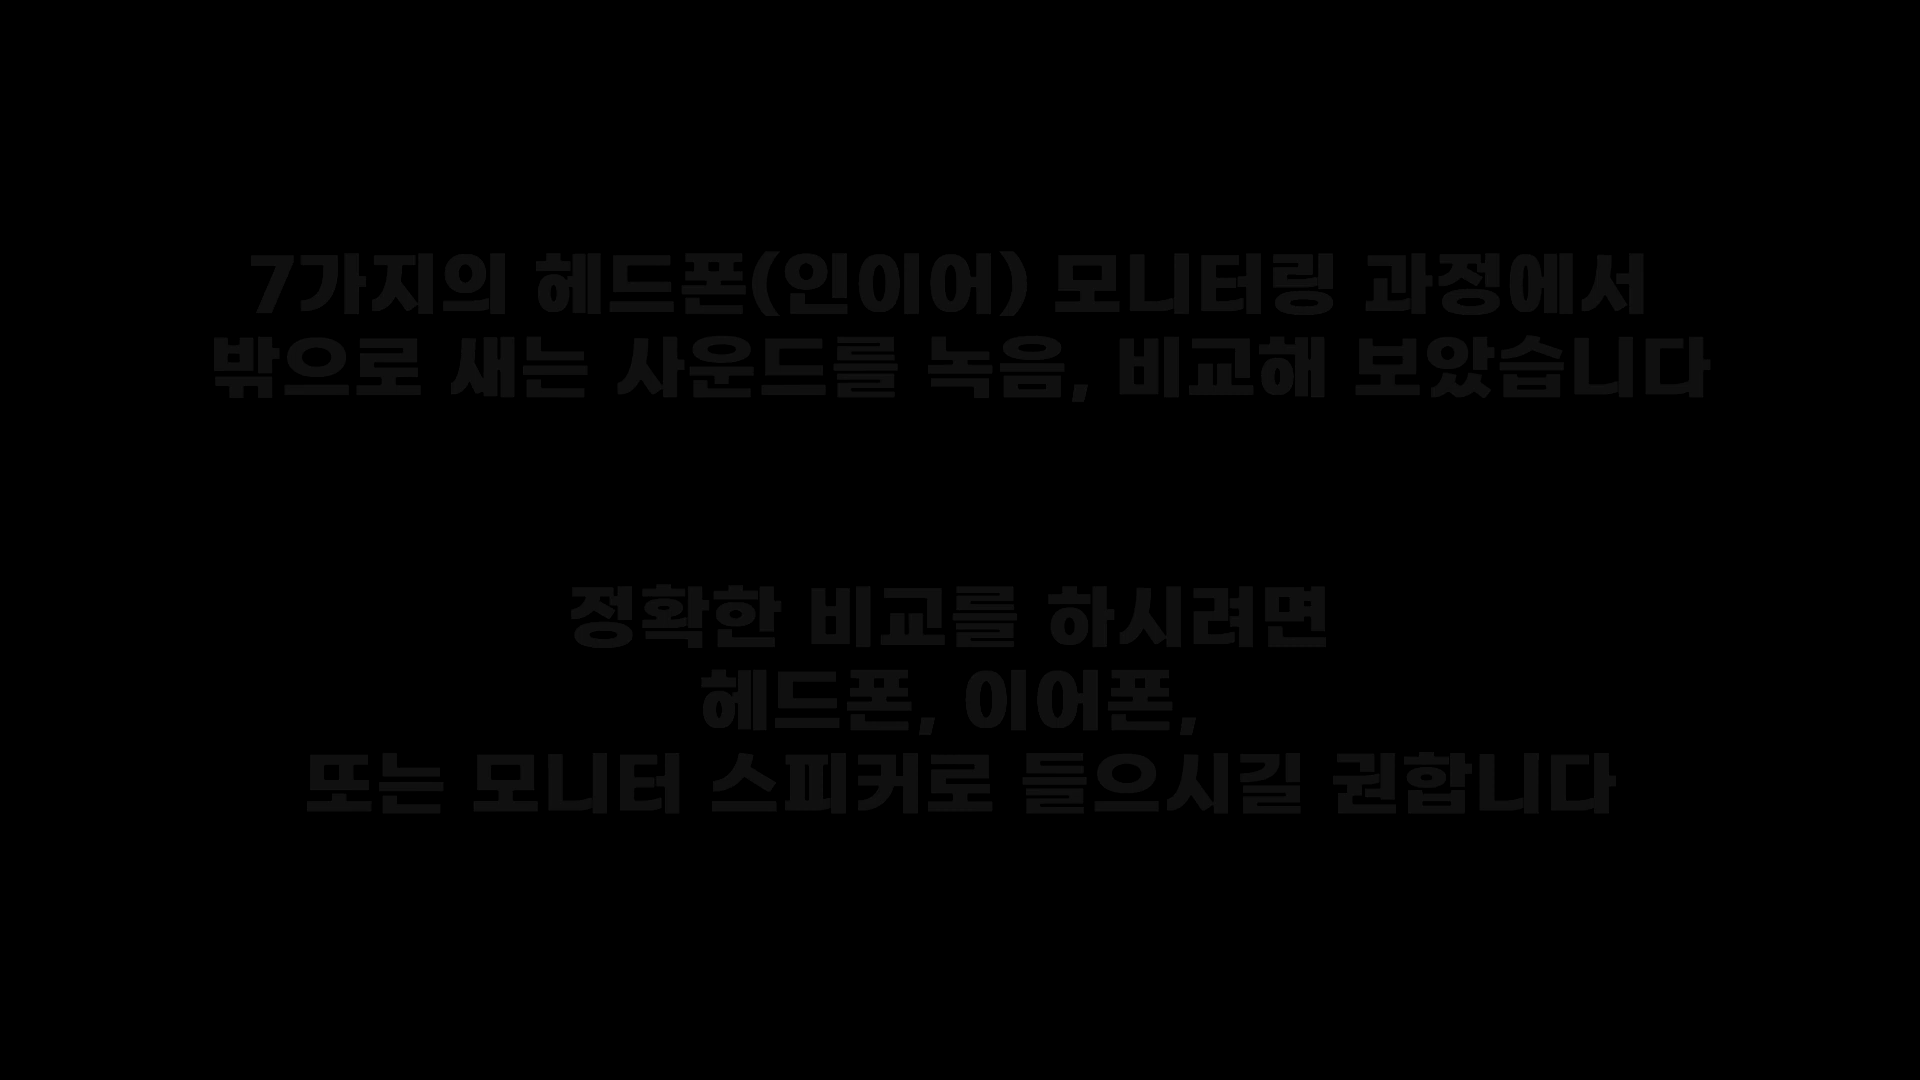 7가지의 헤드폰(인이어) 모니터링 과정에서
밖으로 새는 사운드를 녹음, 비교해 보았습니다
정확한 비교를 하시려면
헤드폰, 이어폰,
또는 모니터 스피커로 들으시길 권합니다